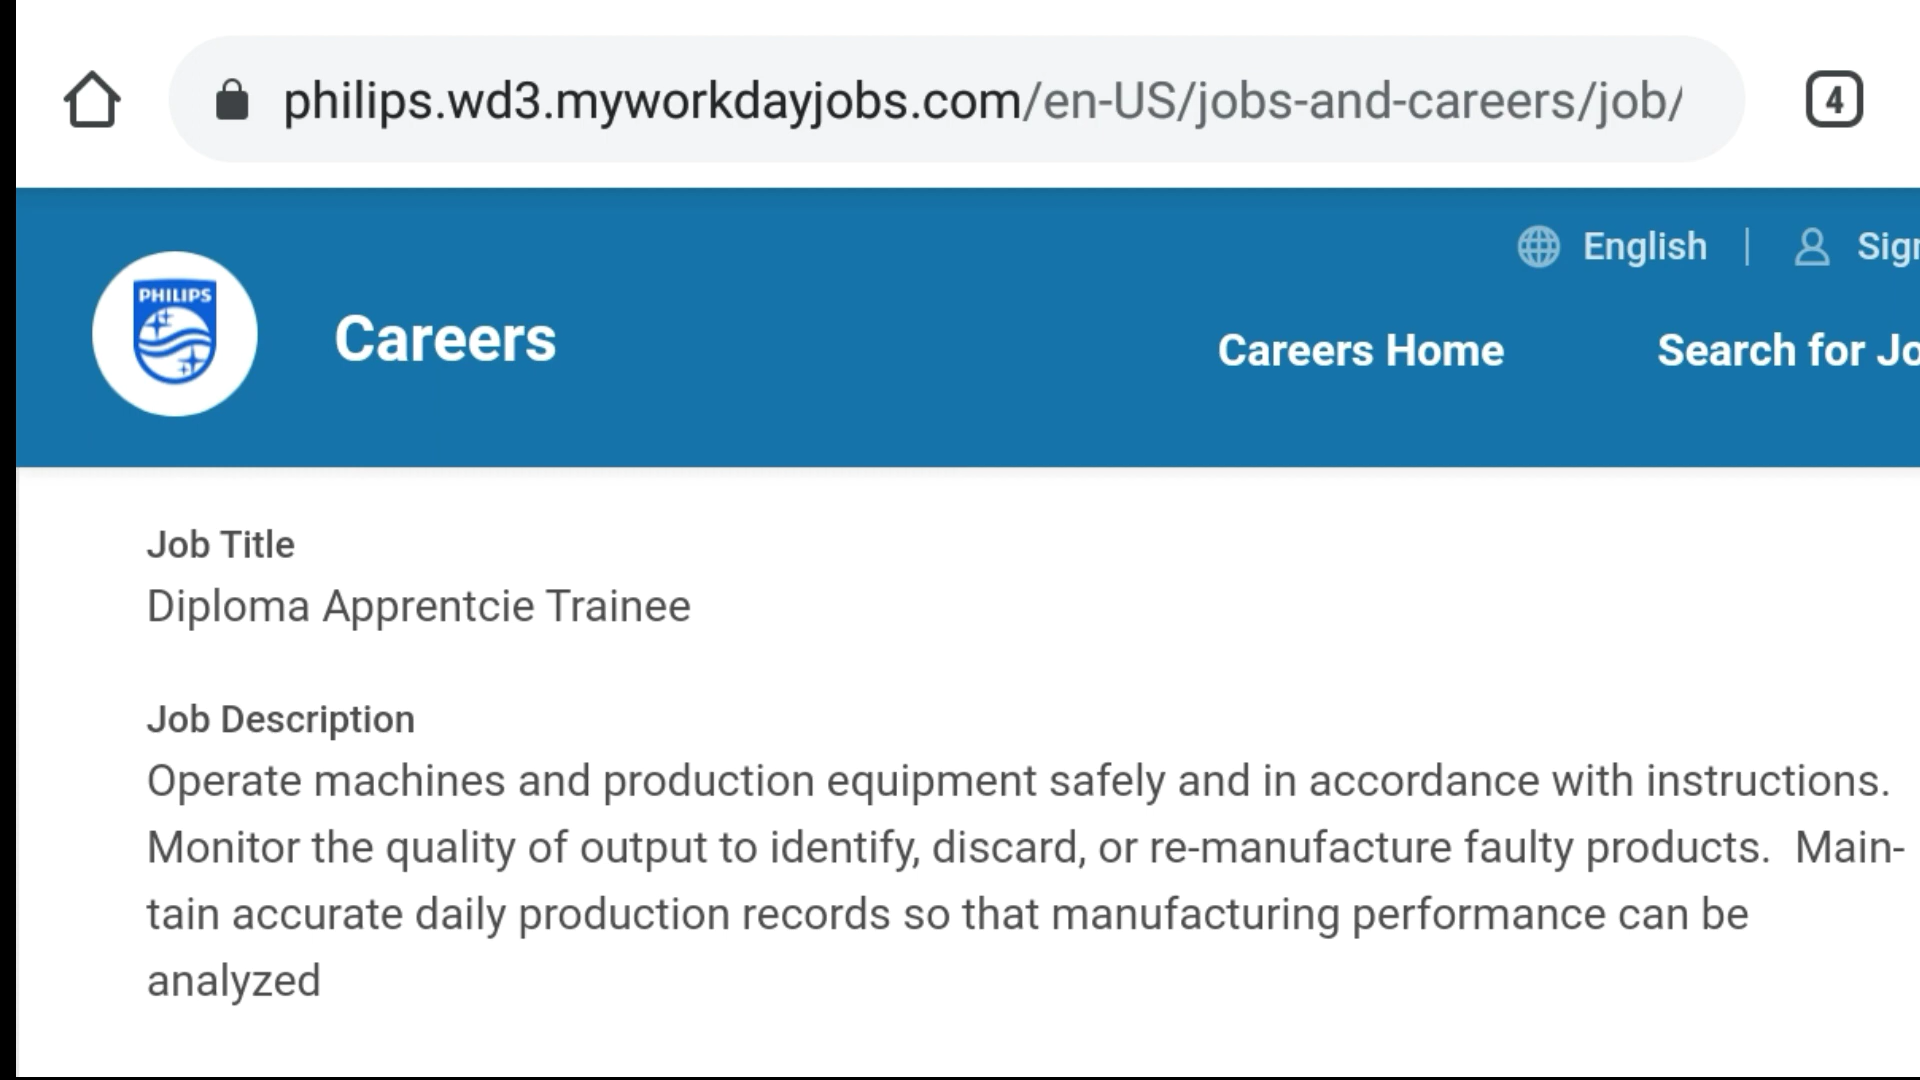 philips.wd3.myworkdayjobs.com/en-US/jobs-and-careers/job/
4
English
PHILIPS
Careers
Careers Home
Search for
Job Title
Diploma Apprentcie Trainee
Job Description
Operate machines and production equipment safely and in accordance with instructions.
Monitor the quality of output to identify, discard, or re-manufacture faulty products. Main-
tain accurate daily production records so that manufacturing performance can be
analyzed